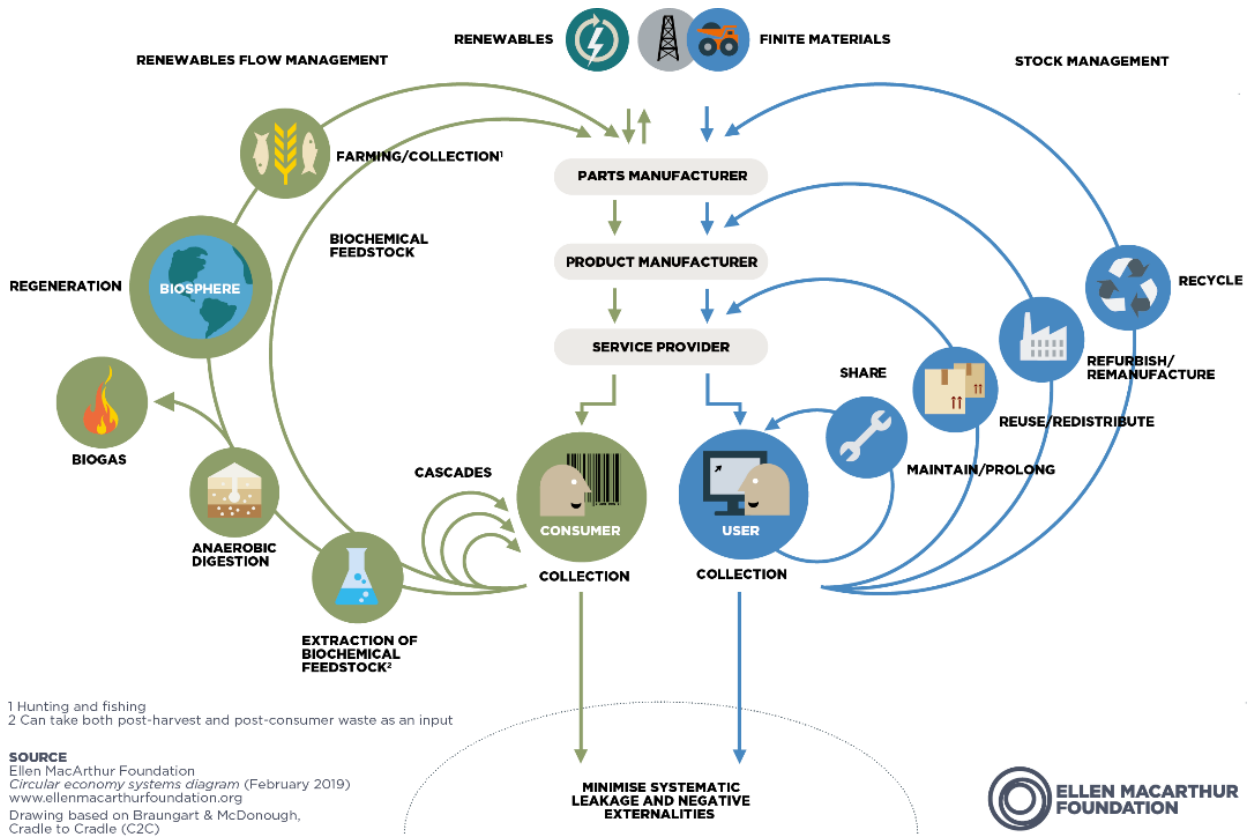 RENEWABLES
FINITE MATERIALS
RENEWABLES FLOW MANAGEMENT
STOCK MANAGEMENT
FARMING/COLLECTION¹
PARTS MANUFACTURER
BIOCHEMICAL
FEEDSTOCK
PRODUCT MANUFACTURER
REGENERATION
BIOSPHERE
RECYCLE
SERVICE PROVIDER
SHARE
REFURBISH/
REMANUFACTURE
REUSE/REDISTRIBUTE
BIOGAS
CASCADES
MAINTAIN/PROLONG
CONSUMER
USER
ANAEROBIC
DIGESTION
COLLECTION
COLLECTION
EXTRACTION OF
BIOCHEMICAL
FEEDSTOCK²
1 Hunting and fishing
2 Can take both post-harvest and post-consumer waste as an input
SOURCE
Ellen MacArthur Foundation
Circular economy systems diagram (February 2019)
www.ellenmacarthurfoundation.org
Drawing based on Braungart & McDonough,
Cradle to Cradle (C2C)
MINIMISE SYSTEMATIC
LEAKAGE AND NEGATIVE
EXTERNALITIES
ELLEN MACARTHUR
FOUNDATION